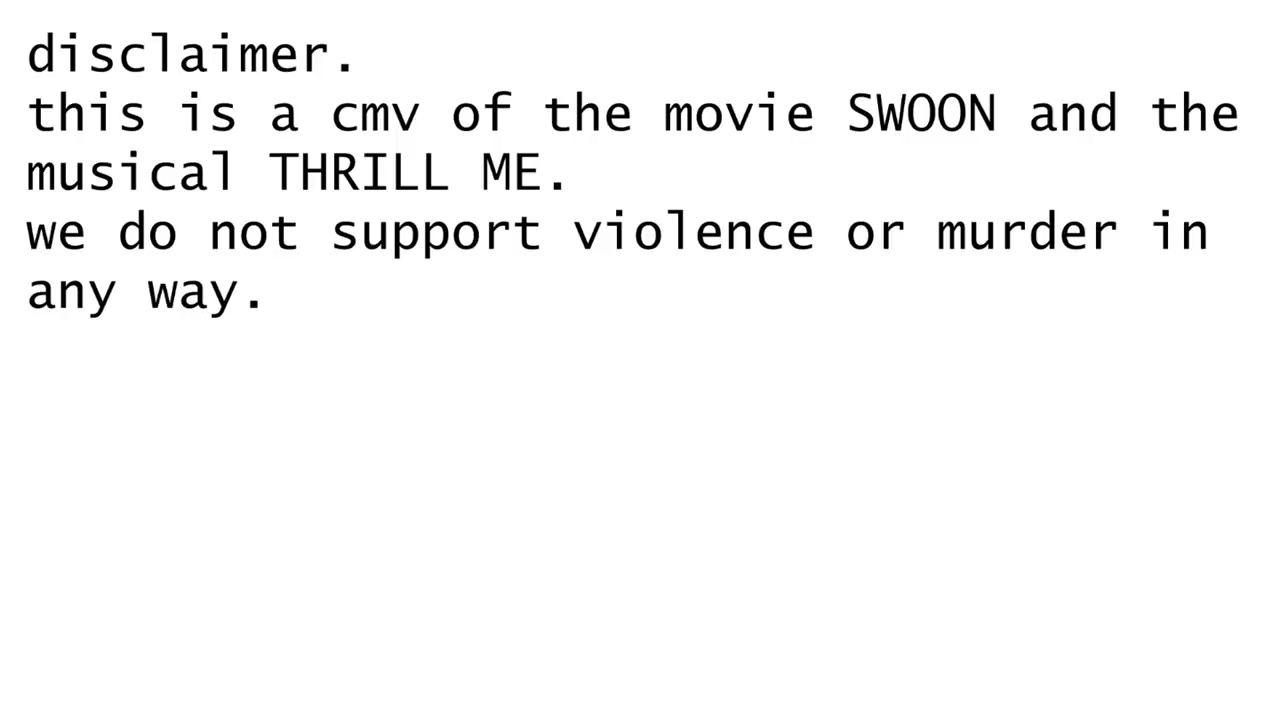 disclaimer.
this is a cmv of the movie SWOON and the
musical THRILL ME.
we do not support violence or murder in
any way.